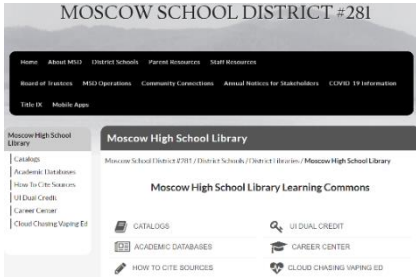 MOSCOW SCHOOL DISTRICT #281
Home About MSD District Schools Parent Resources Staff Resources
Board of Trustees MSD Operations Community Connections Annual Notices for Stakeholders COVID-19 Information
Title IX Mobile Apps
Moscow High School Library
Catalogs
Academic Databases
How To Cite Sources
UI Dual Credit
Career Center
Cloud Chasing Vaping Ed
Moscow High School Library
Moscow School District #281 / District Schools / District Libraries / Moscow High School Library
Moscow High School Library Learning Commons
CATALOGS UI DUAL CREDIT
ACADEMIC DATABASES CAREER CENTER
HOW TO CITE SOURCES CLOUD CHASING VAPING ED